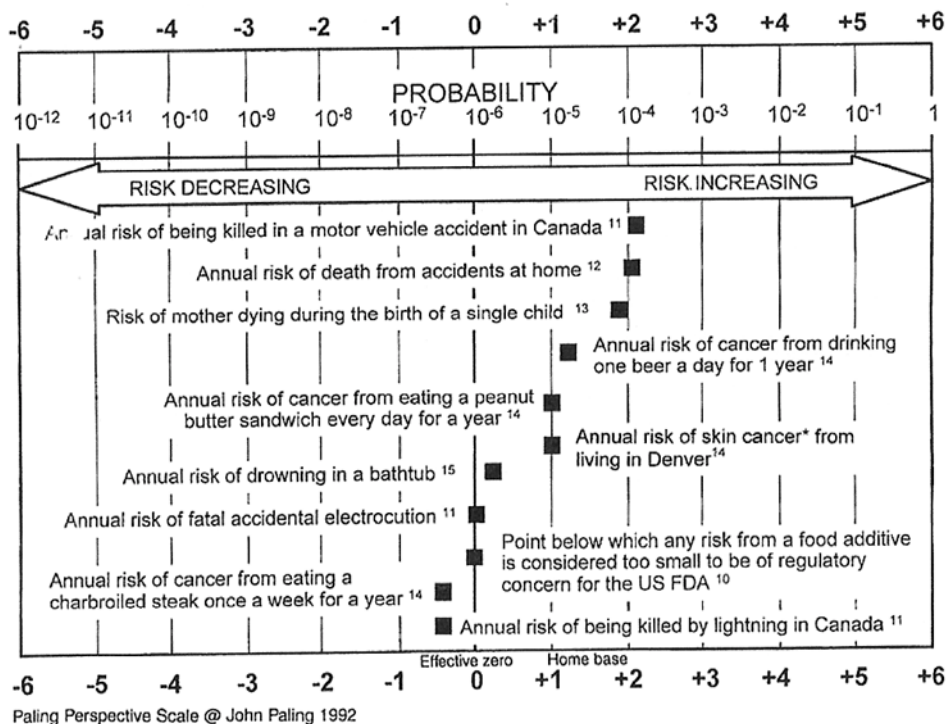 -6 -5 -4 -3 -2 -1 0 +1 +2 +3 +4 +5 +6
PROBABILITY
10-12 10-11 10-10 10-9 10-8 10-7 10-6 10-5 10-4 10-3 10-2 10-1 1
RISK DECREASING RISK INCREASING
Annual risk of being killed in a motor vehicle accident in Canada 11
Annual risk of death from accidents at home 12
Risk of mother dying during the birth of a single child 13
Annual risk of cancer from drinking
one beer a day for 1 year 14
Annual risk of cancer from eating a peanut
butter sandwich every day for a year 14
Annual risk of skin cancer* from
living in Denver14
Annual risk of drowning in a bathtub 15
Annual risk of fatal accidental electrocution 11
Point below which any risk from a food additive
is considered too small to be of regulatory
concern for the US FDA 10
Annual risk of cancer from eating a
charbroiled steak once a week for a year 14
Annual risk of being killed by lightning in Canada 11
Effective zero Home base
-6 -5 -4 -3 -2 -1 0 +1 +2 +3 +4 +5 +6
Paling Perspective Scale @ John Paling 1992